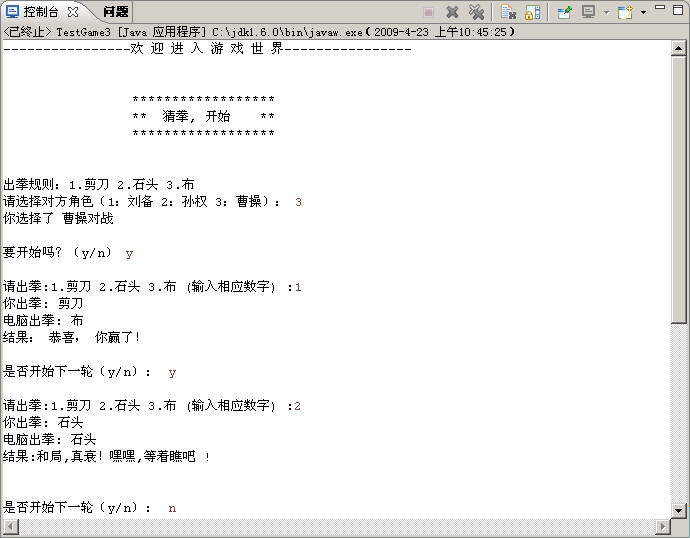 控制台 问题
<已终止> TestGame3 [Java 应用程序] C:\jdk1.6.0\bin\javaw.exe (2009-4-23 上午10:45:25)
----------------欢 迎 进 入 游 戏 世 界----------------
******************
** 猜拳, 开始 **
******************
出拳规则: 1.剪刀 2.石头 3.布
请选择对方角色（1: 刘备 2: 孙权 3: 曹操）: 3
你选择了 曹操对战
要开始吗? （y/n） y
请出拳:1.剪刀 2.石头 3.布 (输入相应数字) :1
你出拳: 剪刀
电脑出拳: 布
结果: 恭喜, 你赢了!
是否开始下一轮（y/n）: y
请出拳:1.剪刀 2.石头 3.布 (输入相应数字) :2
你出拳: 石头
电脑出拳: 石头
结果:和局,真衰! 嘿嘿,等着瞧吧 !
是否开始下一轮（y/n）: n